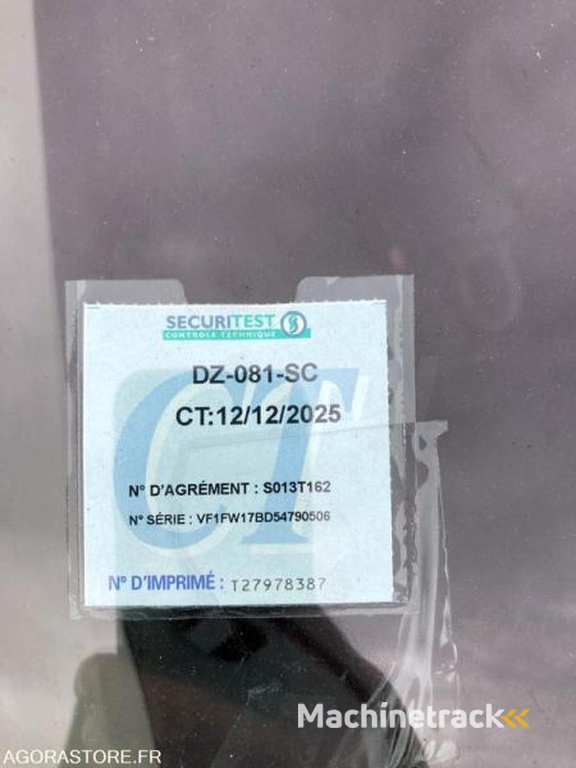 SECURITEST
CONTROLE TECHNIQUE
DZ-081-SC
CT:12/12/2025
N° D'AGRÉMENT : S013T162
N° SÉRIE : VF1FW17BD54790506
N° D'IMPRIMÉ : T27978387
CT
Machinetrack
AGORASTORE.FR